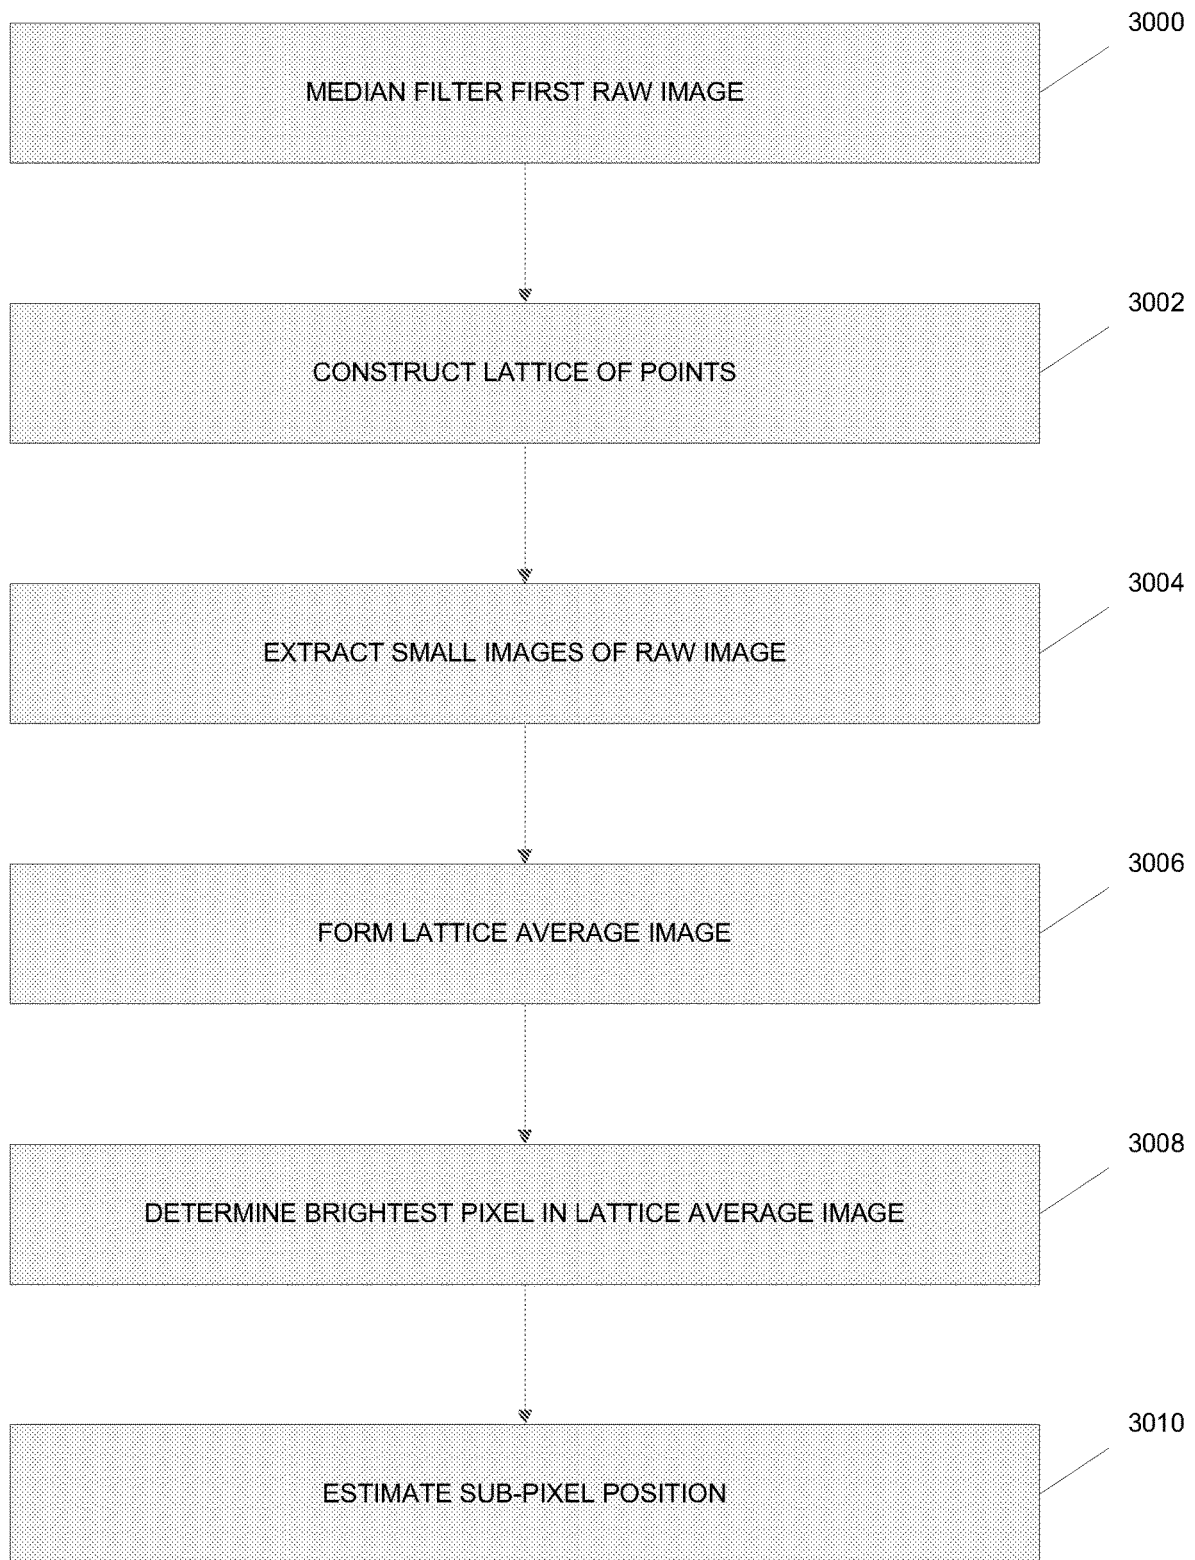 3000
MEDIAN FILTER FIRST RAW IMAGE
3002
CONSTRUCT LATTICE OF POINTS
3004
EXTRACT SMALL IMAGES OF RAW IMAGE
3006
FORM LATTICE AVERAGE IMAGE
3008
DETERMINE BRIGHTEST PIXEL IN LATTICE AVERAGE IMAGE
3010
ESTIMATE SUB-PIXEL POSITION